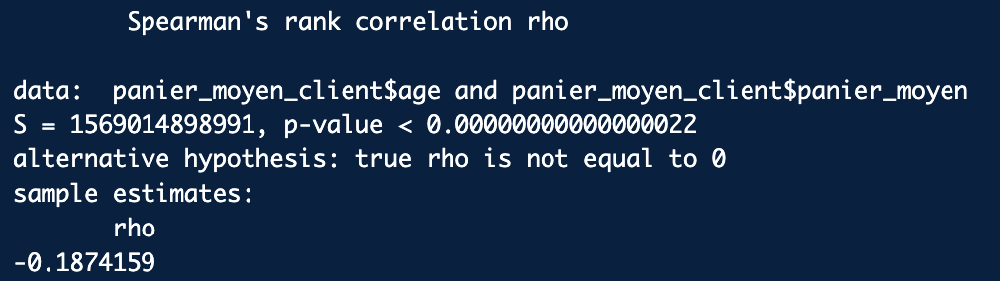 Spearman's rank correlation rho
data:  panier_moyen_client$age and panier_moyen_client$panier_moyen
S = 1569014898991, p-value < 0.00000000000000022
alternative hypothesis: true rho is not equal to 0
sample estimates:
rho
-0.1874159